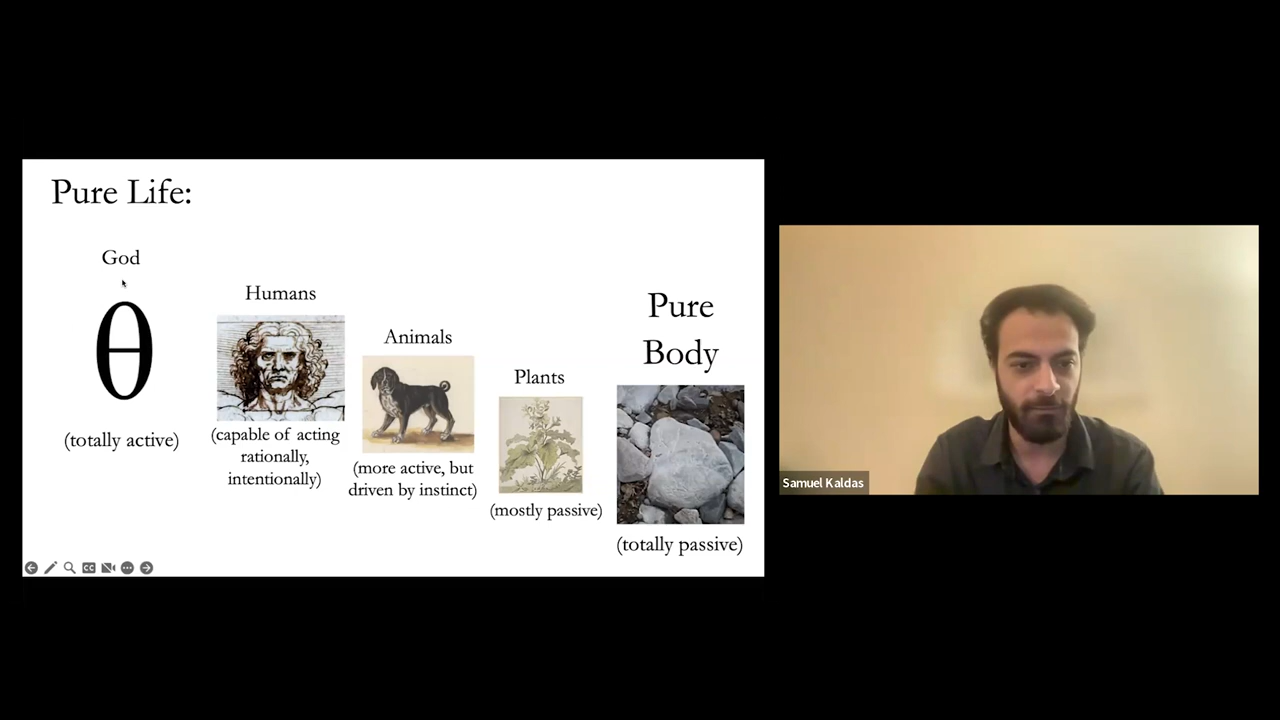 Pure Life:
God
θ
(totally active)
Humans
(capable of acting
rationally,
intentionally)
Animals
(more active, but
driven by instinct)
Plants
(mostly passive)
Pure
Body
(totally passive)
CC
Samuel Kaldas